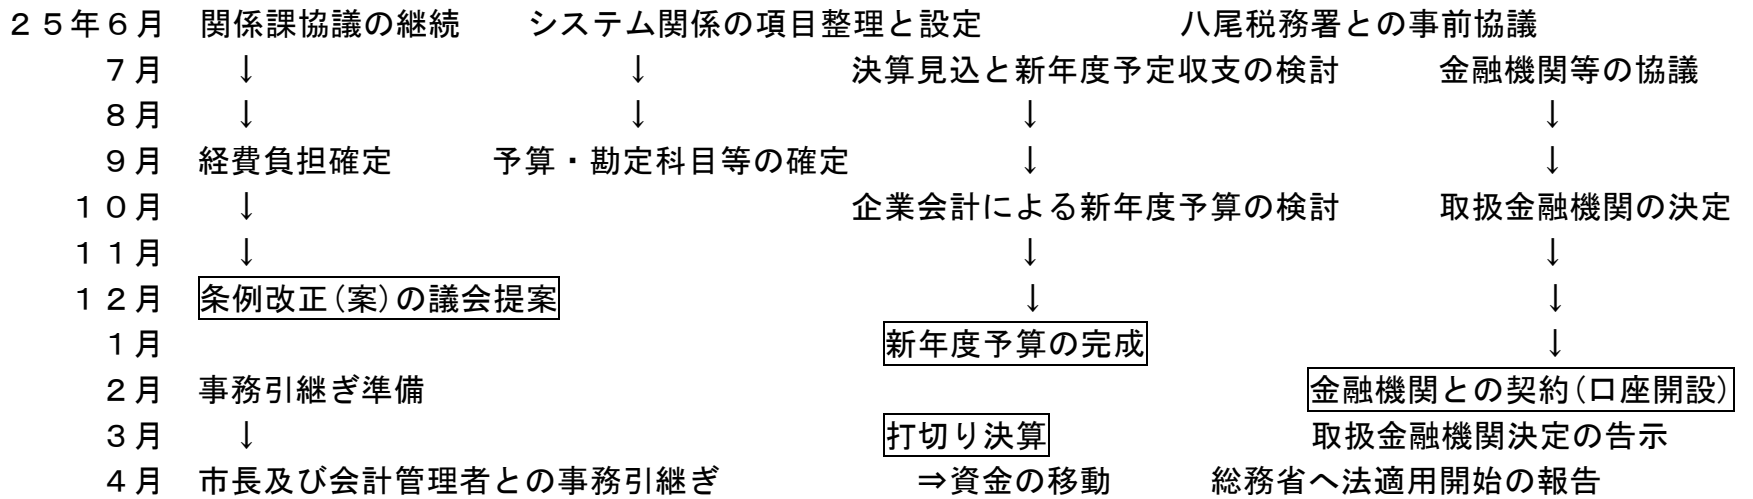 ２５年６月　関係課協議の継続　システム関係の項目整理と設定　八尾税務署との事前協議
７月　↓　↓　決算見込と新年度予定収支の検討　金融機関等の協議
８月　↓　↓　↓　↓
９月　経費負担確定　予算・勘定科目等の確定　↓　↓
１０月　↓　企業会計による新年度予算の検討　取扱金融機関の決定
１１月　↓　↓　↓
１２月　条例改正(案)の議会提案　↓　↓
１月　新年度予算の完成　↓
２月　事務引継ぎ準備　金融機関との契約(口座開設)
３月　↓　打切り決算　取扱金融機関決定の告示
４月　市長及び会計管理者との事務引継ぎ　⇒資金の移動　総務省へ法適用開始の報告